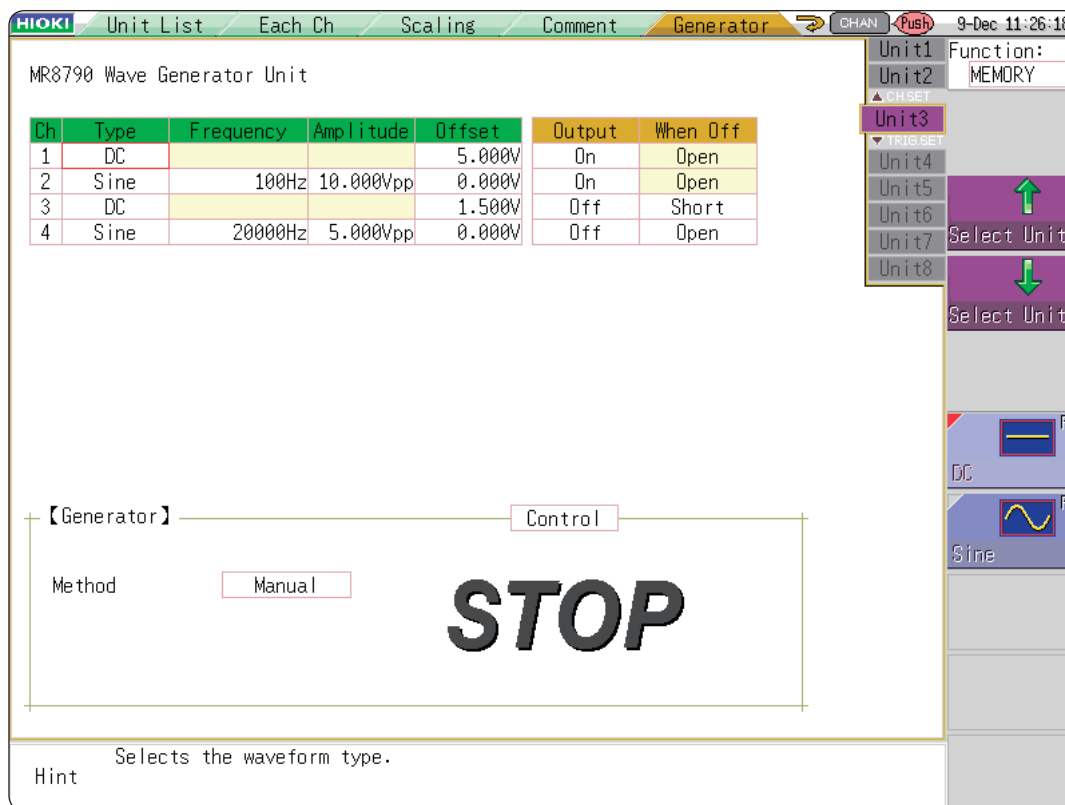 HIOKI Unit List Each Ch Scaling Comment Generator CHAN Push 9-Dec 11:26:18
Unit1 Function:
MR8790 Wave Generator Unit Unit2 MEMORY
CH.SET
Unit3
TRIG.SET
Ch Type Frequency Amplitude Offset Output When Off
1 DC 5.000V On Open
2 Sine 100Hz 10.000Vpp 0.000V On Open
3 DC 1.500V Off Short
4 Sine 20000Hz 5.000Vpp 0.000V Off Open
Unit4
Unit5
Unit6
Unit7
Unit8
Select Unit
Select Unit
DC
Sine
【Generator】 Control
Method Manual STOP
Selects the waveform type.
Hint